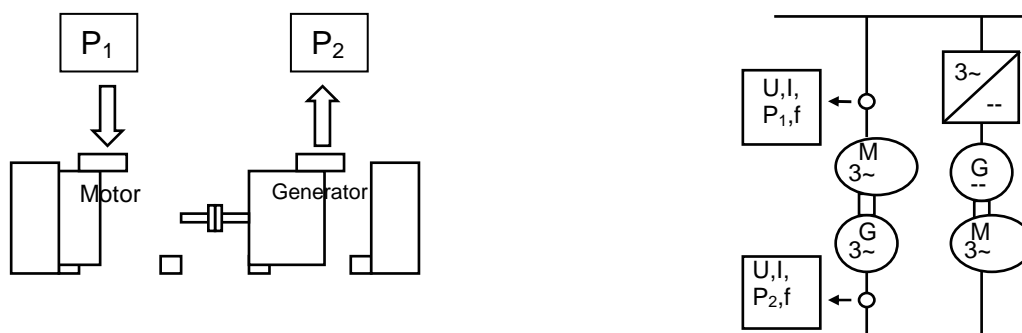 P₁
P₂
Motor
Generator
U,I,
P₁,f
3~
--
M
3~
G
--
G
3~
M
3~
U,I,
P₂,f